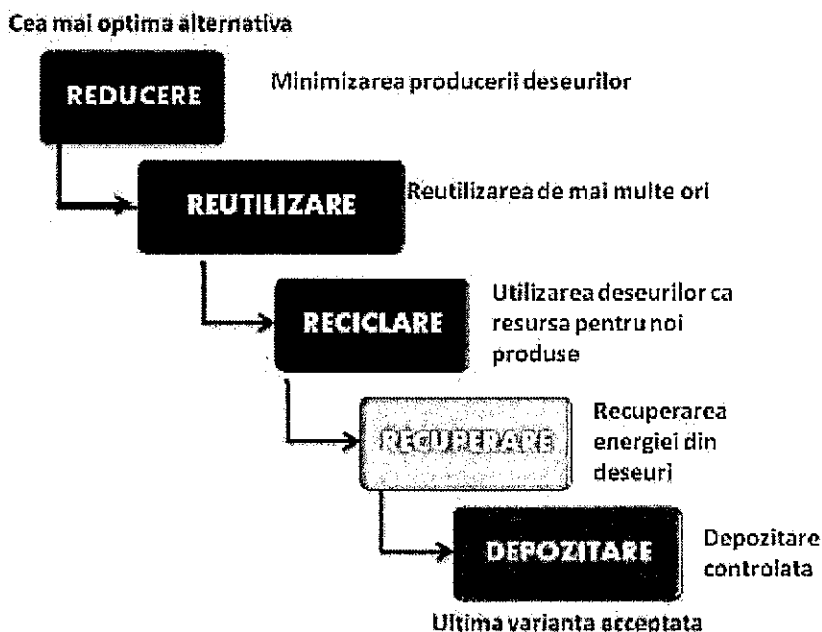 Cea mai optima alternativa
REDUCERE
Minimizarea producerii deseurilor
REUTILIZARE
Reutilizarea de mai multe ori
RECICLARE
Utilizarea deseurilor ca
resursa pentru noi
produse
RECUPERARE
Recuperarea
energiei din
deseuri
DEPOZITARE
Depozitare
controlata
Ultima varianta acceptata